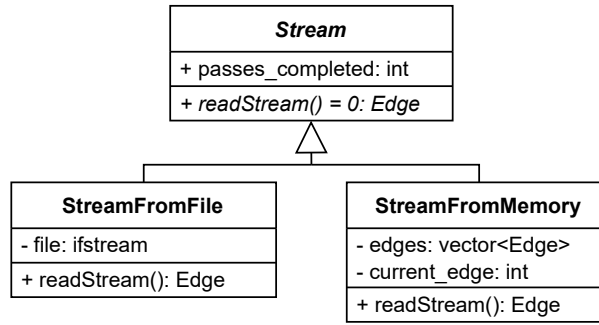 Stream
+ passes_completed: int
+ readStream() = 0: Edge
StreamFromFile
- file: ifstream
+ readStream(): Edge
StreamFromMemory
- edges: vector<Edge>
- current_edge: int
+ readStream(): Edge